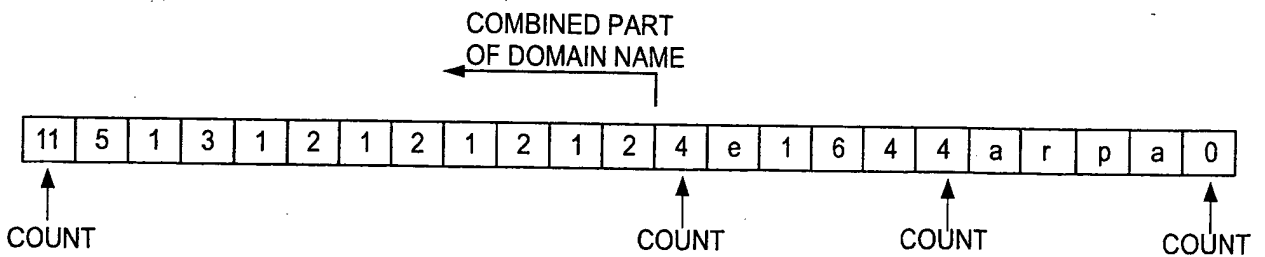 COMBINED PART
OF DOMAIN NAME
11 5 1 3 1 2 1 2 1 2 1 2 4 e 1 6 4 4 a r p a 0
COUNT COUNT COUNT COUNT